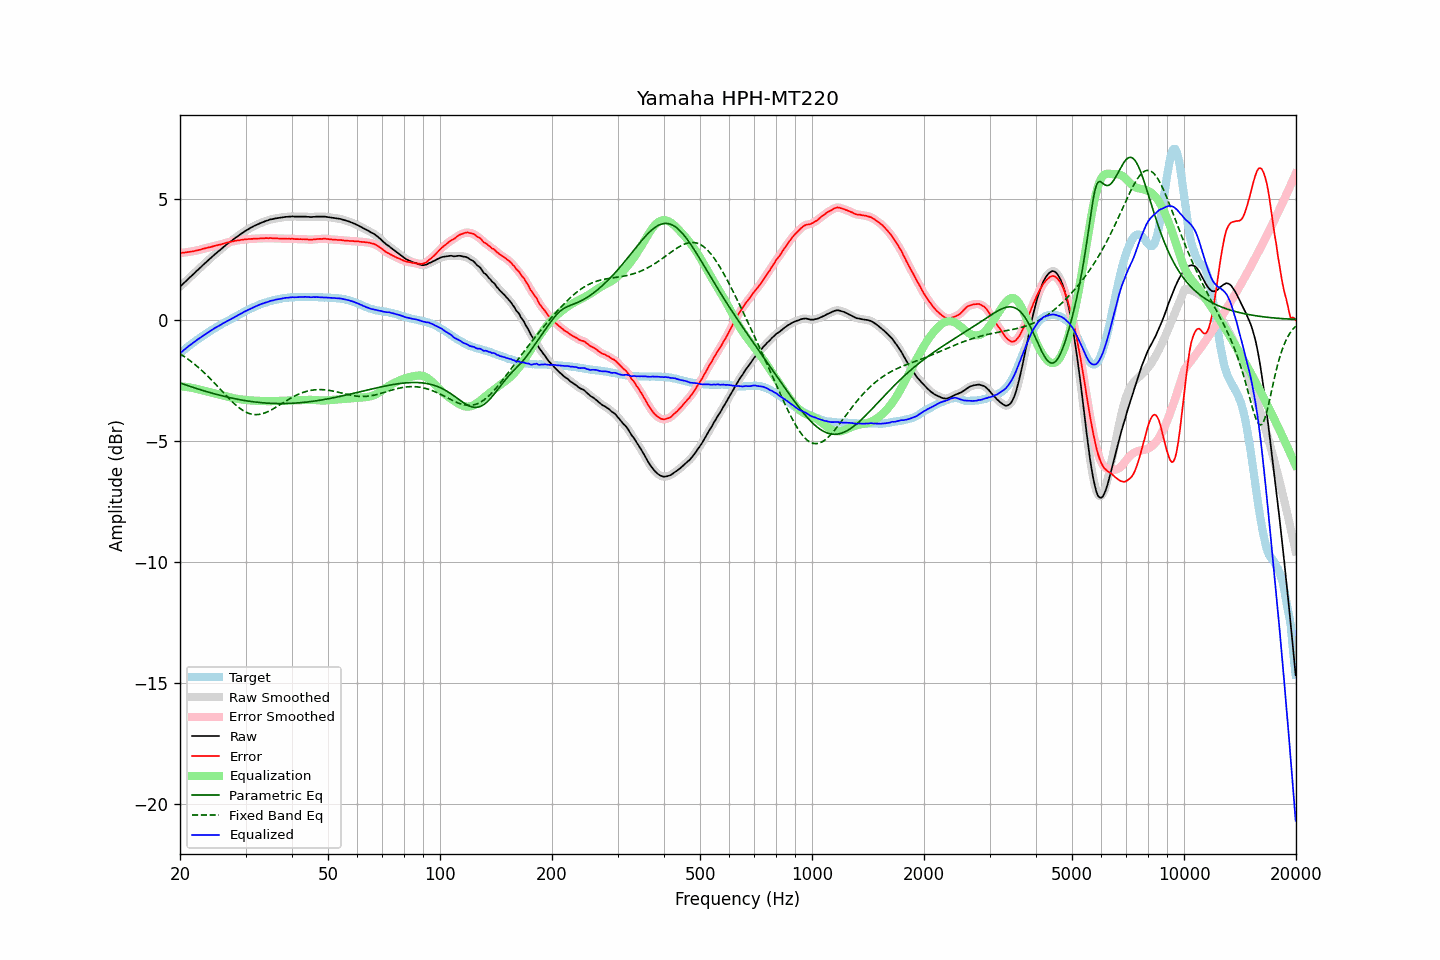 Yamaha HPH-MT220
Amplitude (dBr)
5
0
−5
−10
−15
−20
Target
Raw Smoothed
Error Smoothed
Raw
Error
Equalization
Parametric Eq
Fixed Band Eq
Equalized
20 50 100 200 500 1000 2000 5000 10000 20000
Frequency (Hz)